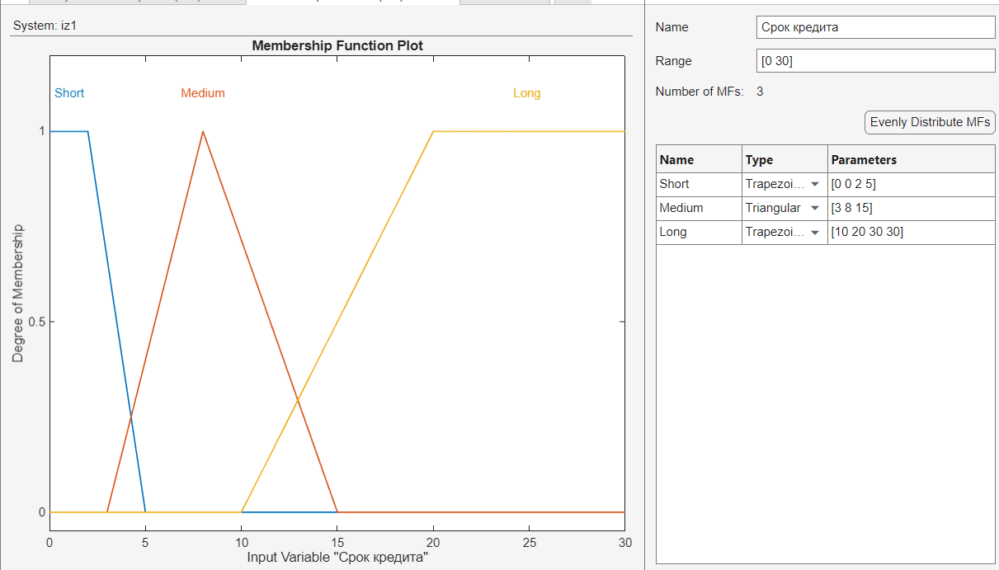 System: iz1
Membership Function Plot
Short Medium Long
1
0.5
0
Degree of Membership
0 5 10 15 20 25 30
Input Variable "Срок кредита"
Name Срок кредита
Range [0 30]
Number of MFs: 3
Evenly Distribute MFs
Name Type Parameters
Short Trapezoi... [0 0 2 5]
Medium Triangular [3 8 15]
Long Trapezoi... [10 20 30 30]